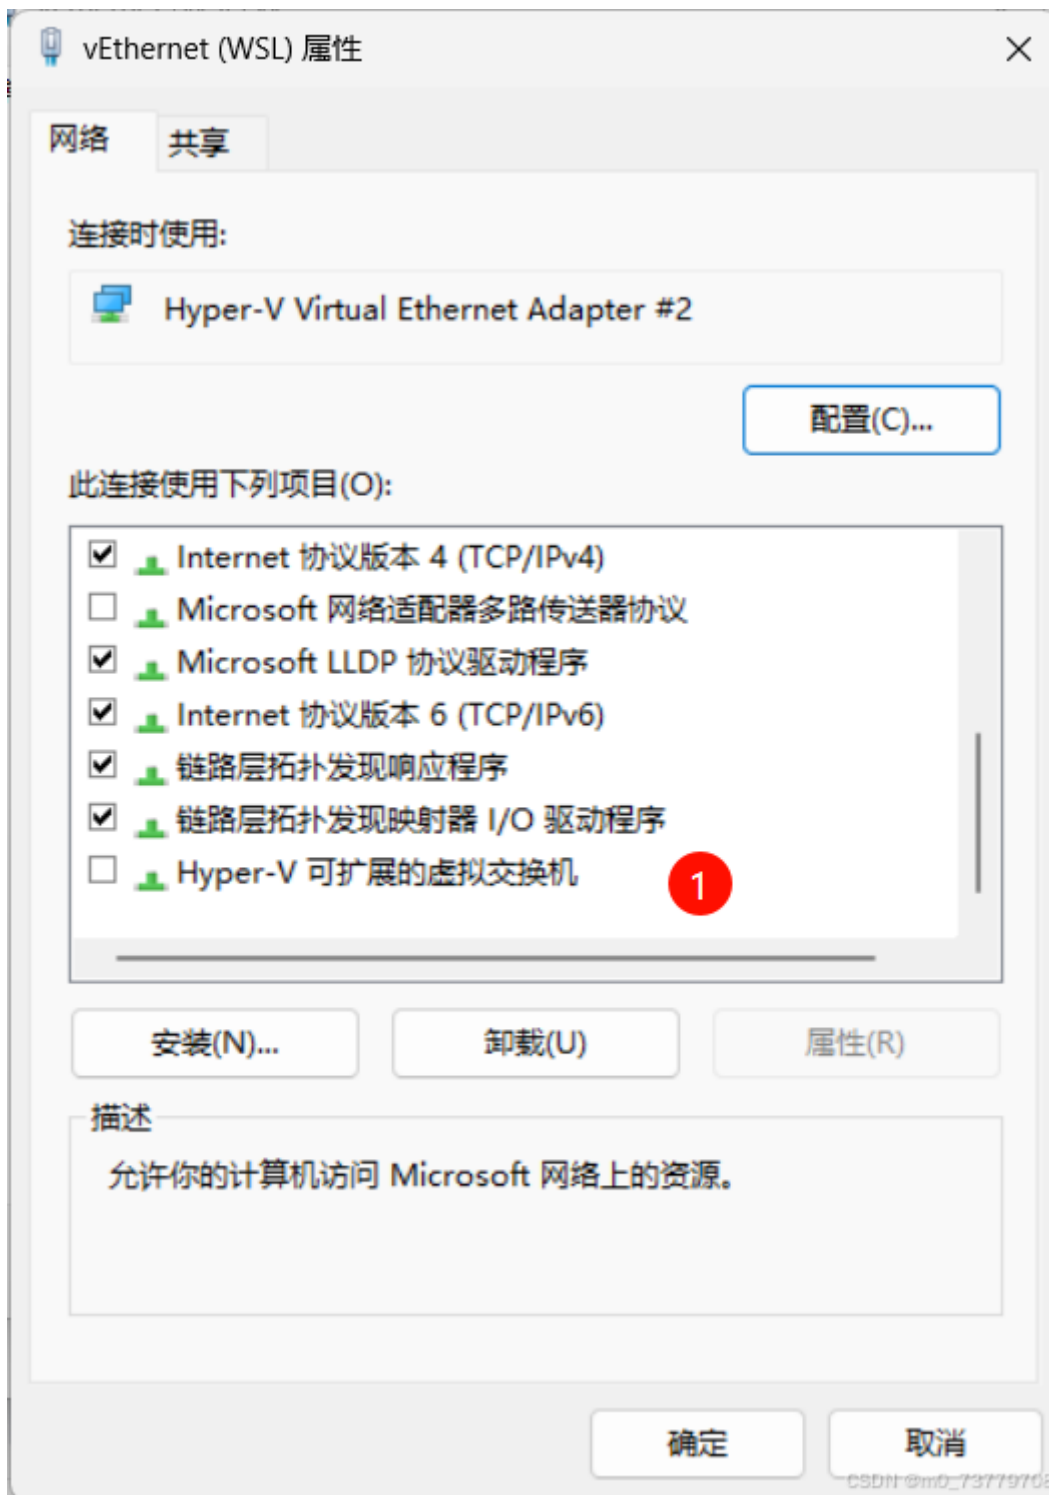 vEthernet (WSL) 属性
网络
共享
连接时使用:
Hyper-V Virtual Ethernet Adapter #2
配置(C)...
此连接使用下列项目(O):
Internet 协议版本 4 (TCP/IPv4)
Microsoft 网络适配器多路传送器协议
Microsoft LLDP 协议驱动程序
Internet 协议版本 6 (TCP/IPv6)
链路层拓扑发现响应程序
链路层拓扑发现映射器 I/O 驱动程序
Hyper-V 可扩展的虚拟交换机
1
安装(N)...
卸载(U)
属性(R)
描述
允许你的计算机访问 Microsoft 网络上的资源。
确定
取消
CSDN @m0_73779708